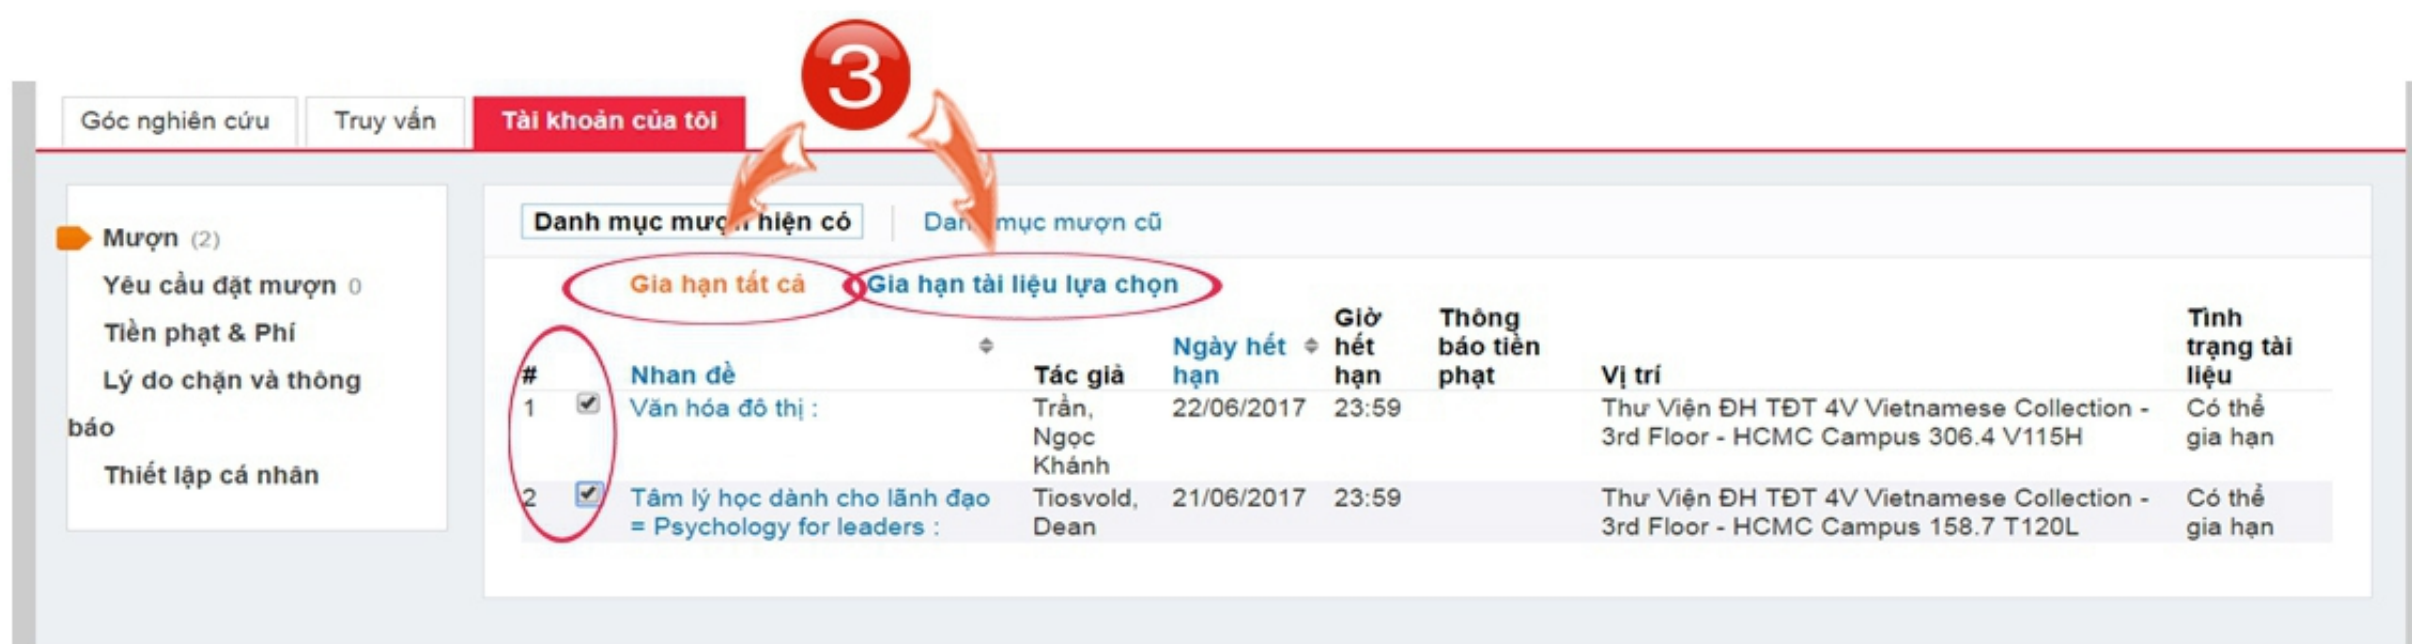 3
Góc nghiên cứu Truy vấn Tài khoản của tôi
Mượn (2)
Yêu cầu đặt mượn 0
Tiền phạt & Phí
Lý do chặn và thông
báo
Thiết lập cá nhân
Danh mục mượn hiện có Danh mục mượn cũ
Gia hạn tất cả Gia hạn tài liệu lựa chọn
# Nhan đề Tác giả Ngày hết hạn Giờ hết hạn Thông báo tiền phạt Vị trí Tình trạng tài liệu
1 Văn hóa đô thị : Trần, 22/06/2017 23:59 Thư Viện ĐH TĐT 4V Vietnamese Collection - Có thể
Ngọc 3rd Floor - HCMC Campus 306.4 V115H gia hạn
Khánh
2 Tâm lý học dành cho lãnh đạo Tiosvold, 21/06/2017 23:59 Thư Viện ĐH TĐT 4V Vietnamese Collection - Có thể
= Psychology for leaders : Dean 3rd Floor - HCMC Campus 158.7 T120L gia hạn